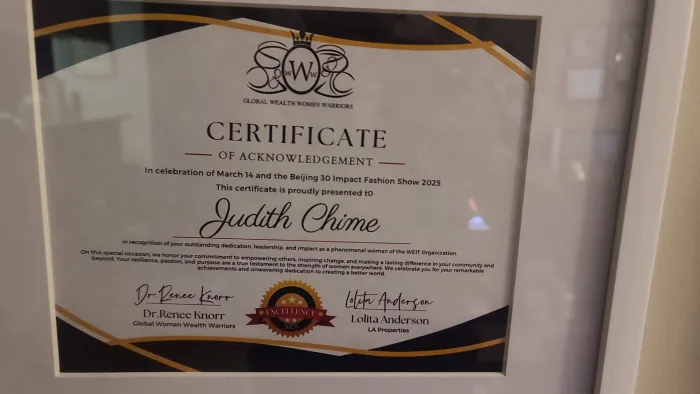 W W W
GLOBAL WEALTH WOMEN WARRIORS
CERTIFICATE
OF ACKNOWLEDGEMENT
In celebration of March 14 and the Beijing 30 Impact Fashion Show 2025
This certificate is proudly presented tO
Judith Chime
in recognition of your outstanding dedication, leadership, and impact as a phenomenal woman of the WEIT Organization.
On this special occasion, we honor your commitment to empowering others, inspiring change, and making a lasting difference in your community and
beyond. Your resilience, passion, and purpose are a true testament to the strength of women everywhere. We celebrate you for your remarkable
achievements and unwavering dedication to creating a better world.
Dr. Renee Knorr
Dr.Renee Knorr
Global Women Wealth Warriors
EXCELLENCE
Lolita Anderson
Lolita Anderson
LA Properties